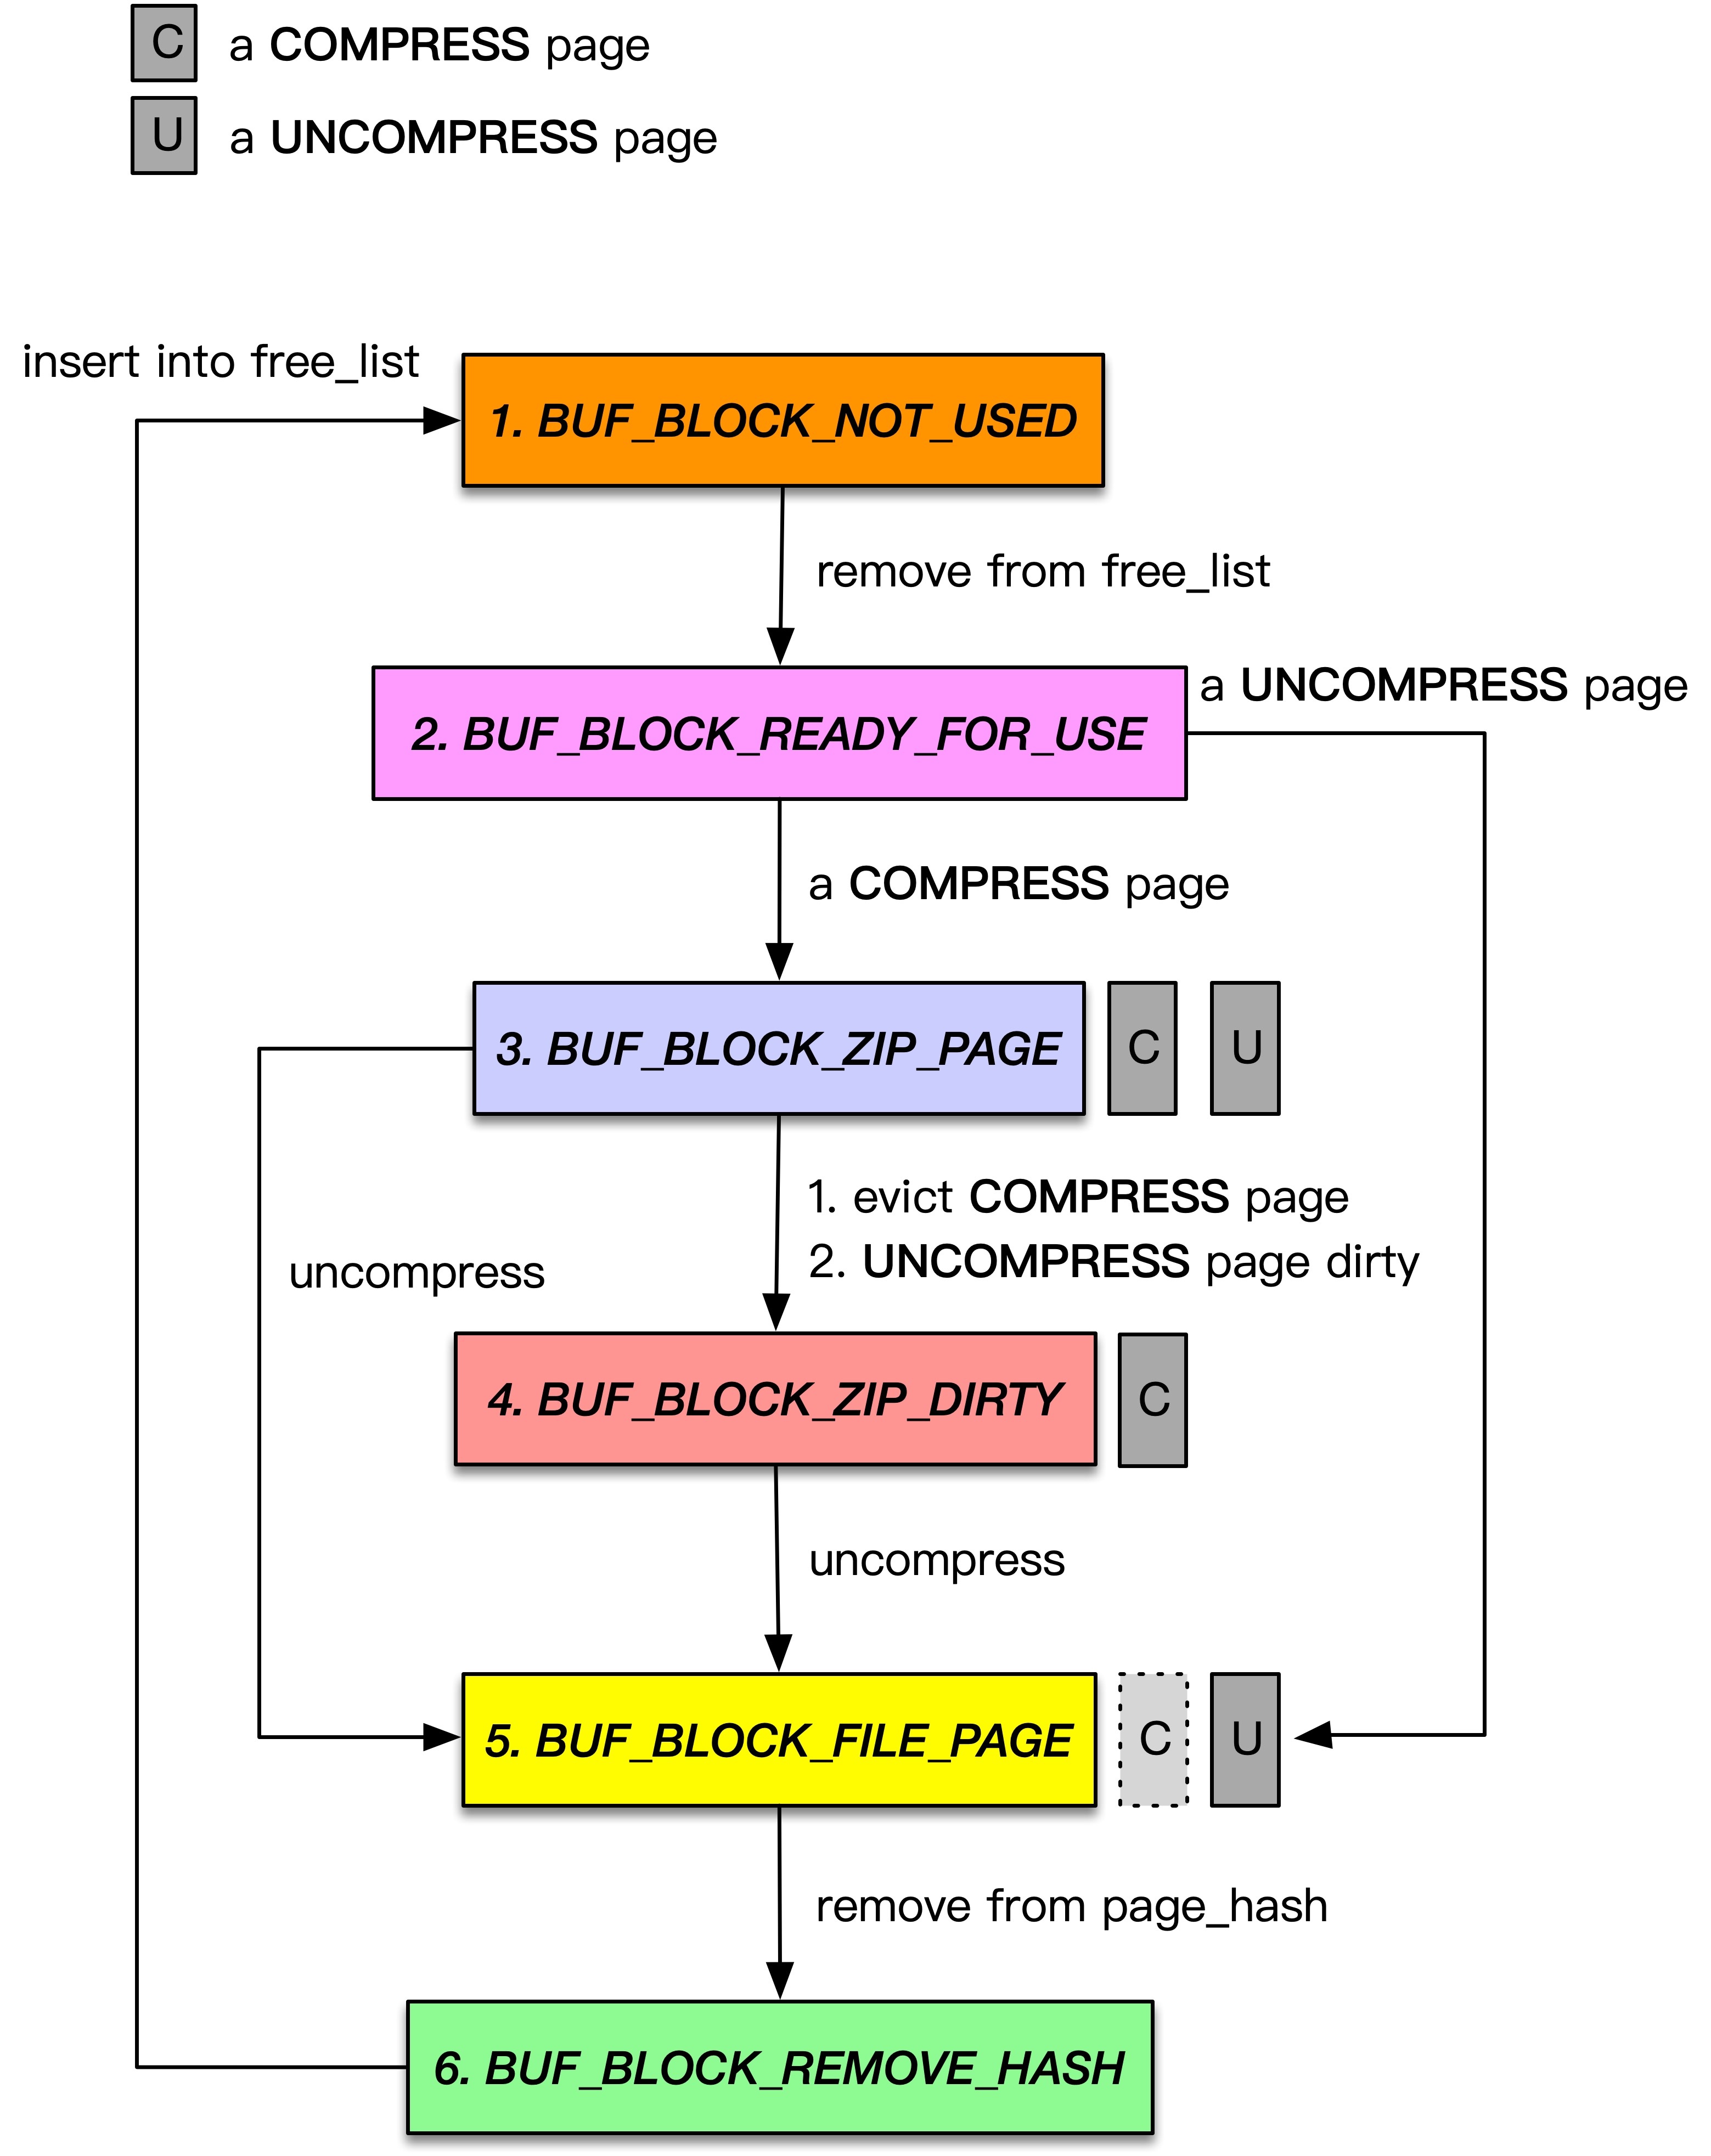 C a COMPRESS page
U a UNCOMPRESS page
insert into free_list
1. BUF_BLOCK_NOT_USED
remove from free_list
a UNCOMPRESS page
2. BUF_BLOCK_READY_FOR_USE
a COMPRESS page
3. BUF_BLOCK_ZIP_PAGE C U
1. evict COMPRESS page
2. UNCOMPRESS page dirty
uncompress
4. BUF_BLOCK_ZIP_DIRTY C
uncompress
5. BUF_BLOCK_FILE_PAGE C U
remove from page_hash
6. BUF_BLOCK_REMOVE_HASH